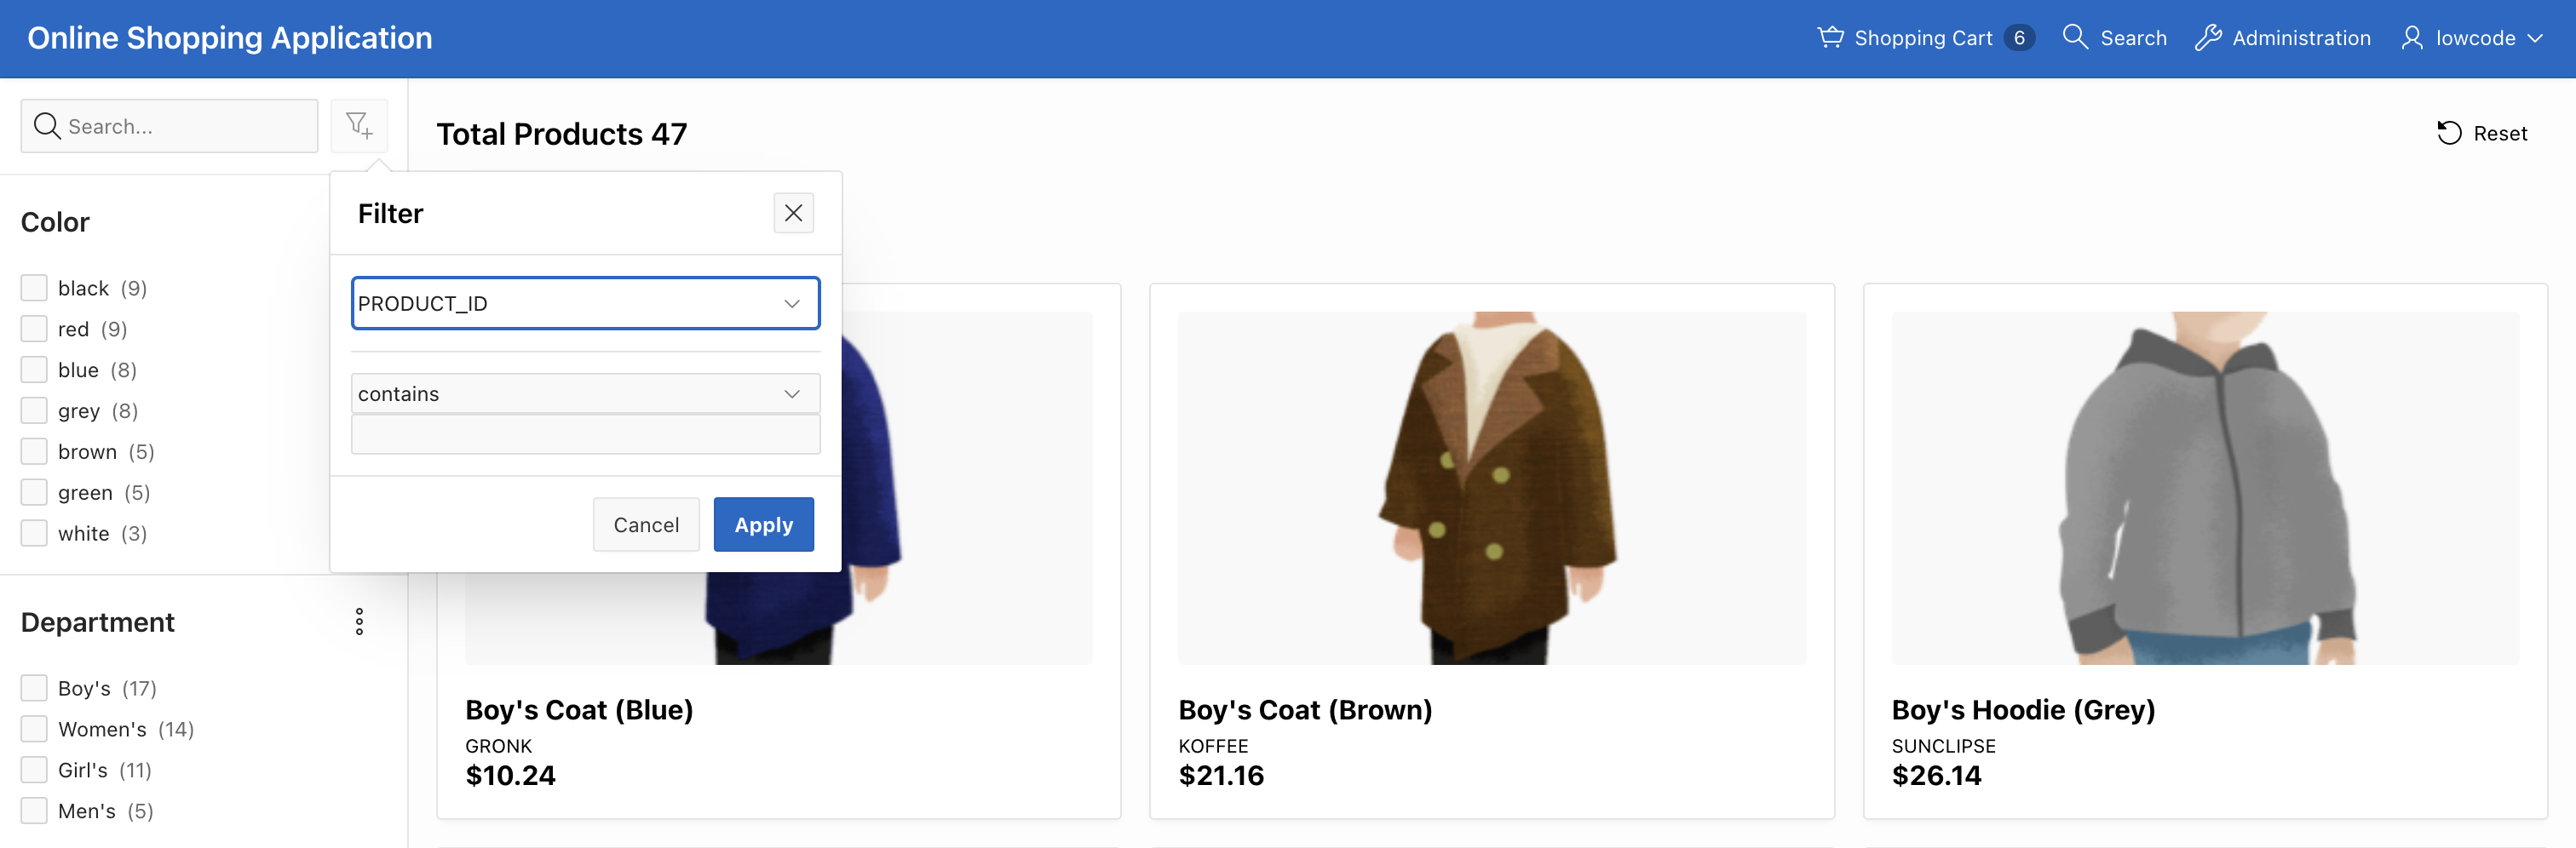 Online Shopping Application
Shopping Cart 6
Search
Administration
lowcode
Search...
Total Products 47
Reset
Filter
PRODUCT_ID
contains
Cancel
Apply
Color
black (9)
red (9)
blue (8)
grey (8)
brown (5)
green (5)
white (3)
Department
Boy's (17)
Women's (14)
Girl's (11)
Men's (5)
Boy's Coat (Blue)
GRONK
$10.24
Boy's Coat (Brown)
KOFFEE
$21.16
Boy's Hoodie (Grey)
SUNCLIPSE
$26.14